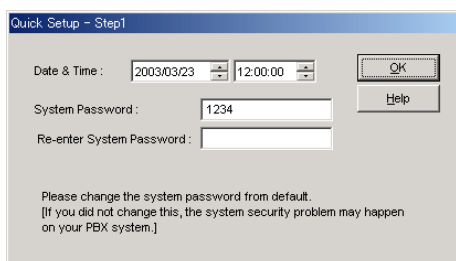 Quick Setup - Step1
Date & Time : 2003/03/23 12:00:00 OK
Help
System Password : 1234
Re-enter System Password :
Please change the system password from default.
[If you did not change this, the system security problem may happen
on your PBX system.]